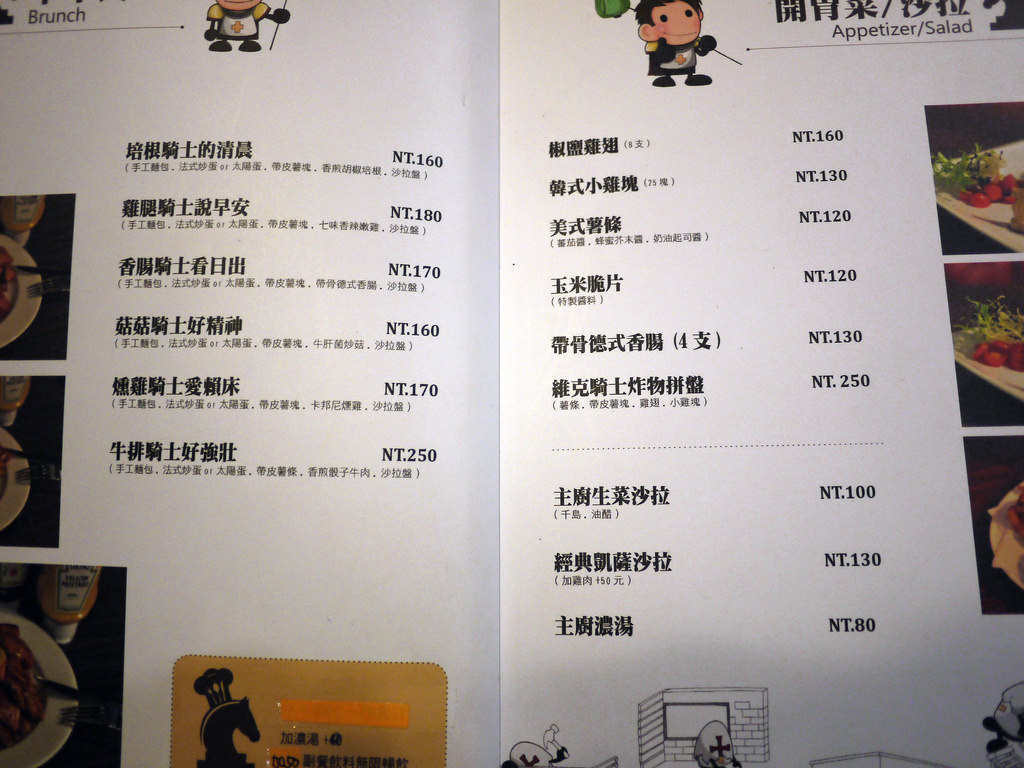 Brunch
培根騎士的清晨 NT.160
(手工麵包．法式炒蛋 or 太陽蛋．帶皮薯塊．香煎胡椒培根．沙拉盤)
雞腿騎士說早安 NT.180
(手工麵包．法式炒蛋 or 太陽蛋．帶皮薯塊．七味香辣嫩雞．沙拉盤)
香腸騎士看日出 NT.170
(手工麵包．法式炒蛋 or 太陽蛋．帶皮薯塊．帶骨德式香腸．沙拉盤)
菇菇騎士好精神 NT.160
(手工麵包．法式炒蛋 or 太陽蛋．帶皮薯塊．牛肝菌炒菇．沙拉盤)
燻雞騎士愛賴床 NT.170
(手工麵包．法式炒蛋 or 太陽蛋．帶皮薯塊．卡邦尼燻雞．沙拉盤)
牛排騎士好強壯 NT.250
(手工麵包．法式炒蛋 or 太陽蛋．帶皮薯條．香煎骰子牛肉．沙拉盤)
加濃湯
副餐飲料無限暢飲
開胃菜/沙拉
Appetizer/Salad
椒鹽雞翅 (8支) NT.160
韓式小雞塊 (25塊) NT.130
美式薯條 NT.120
(蕃茄醬．蜂蜜芥末醬．奶油起司醬)
玉米脆片 NT.120
(特製醬料)
帶骨德式香腸 (4支) NT.130
維克騎士炸物拼盤 NT.250
(薯條．帶皮薯塊．雞翅．小雞塊)
主廚生菜沙拉 NT.100
(千島．油醋)
經典凱薩沙拉 NT.130
(加雞肉 +50元)
主廚濃湯 NT.80